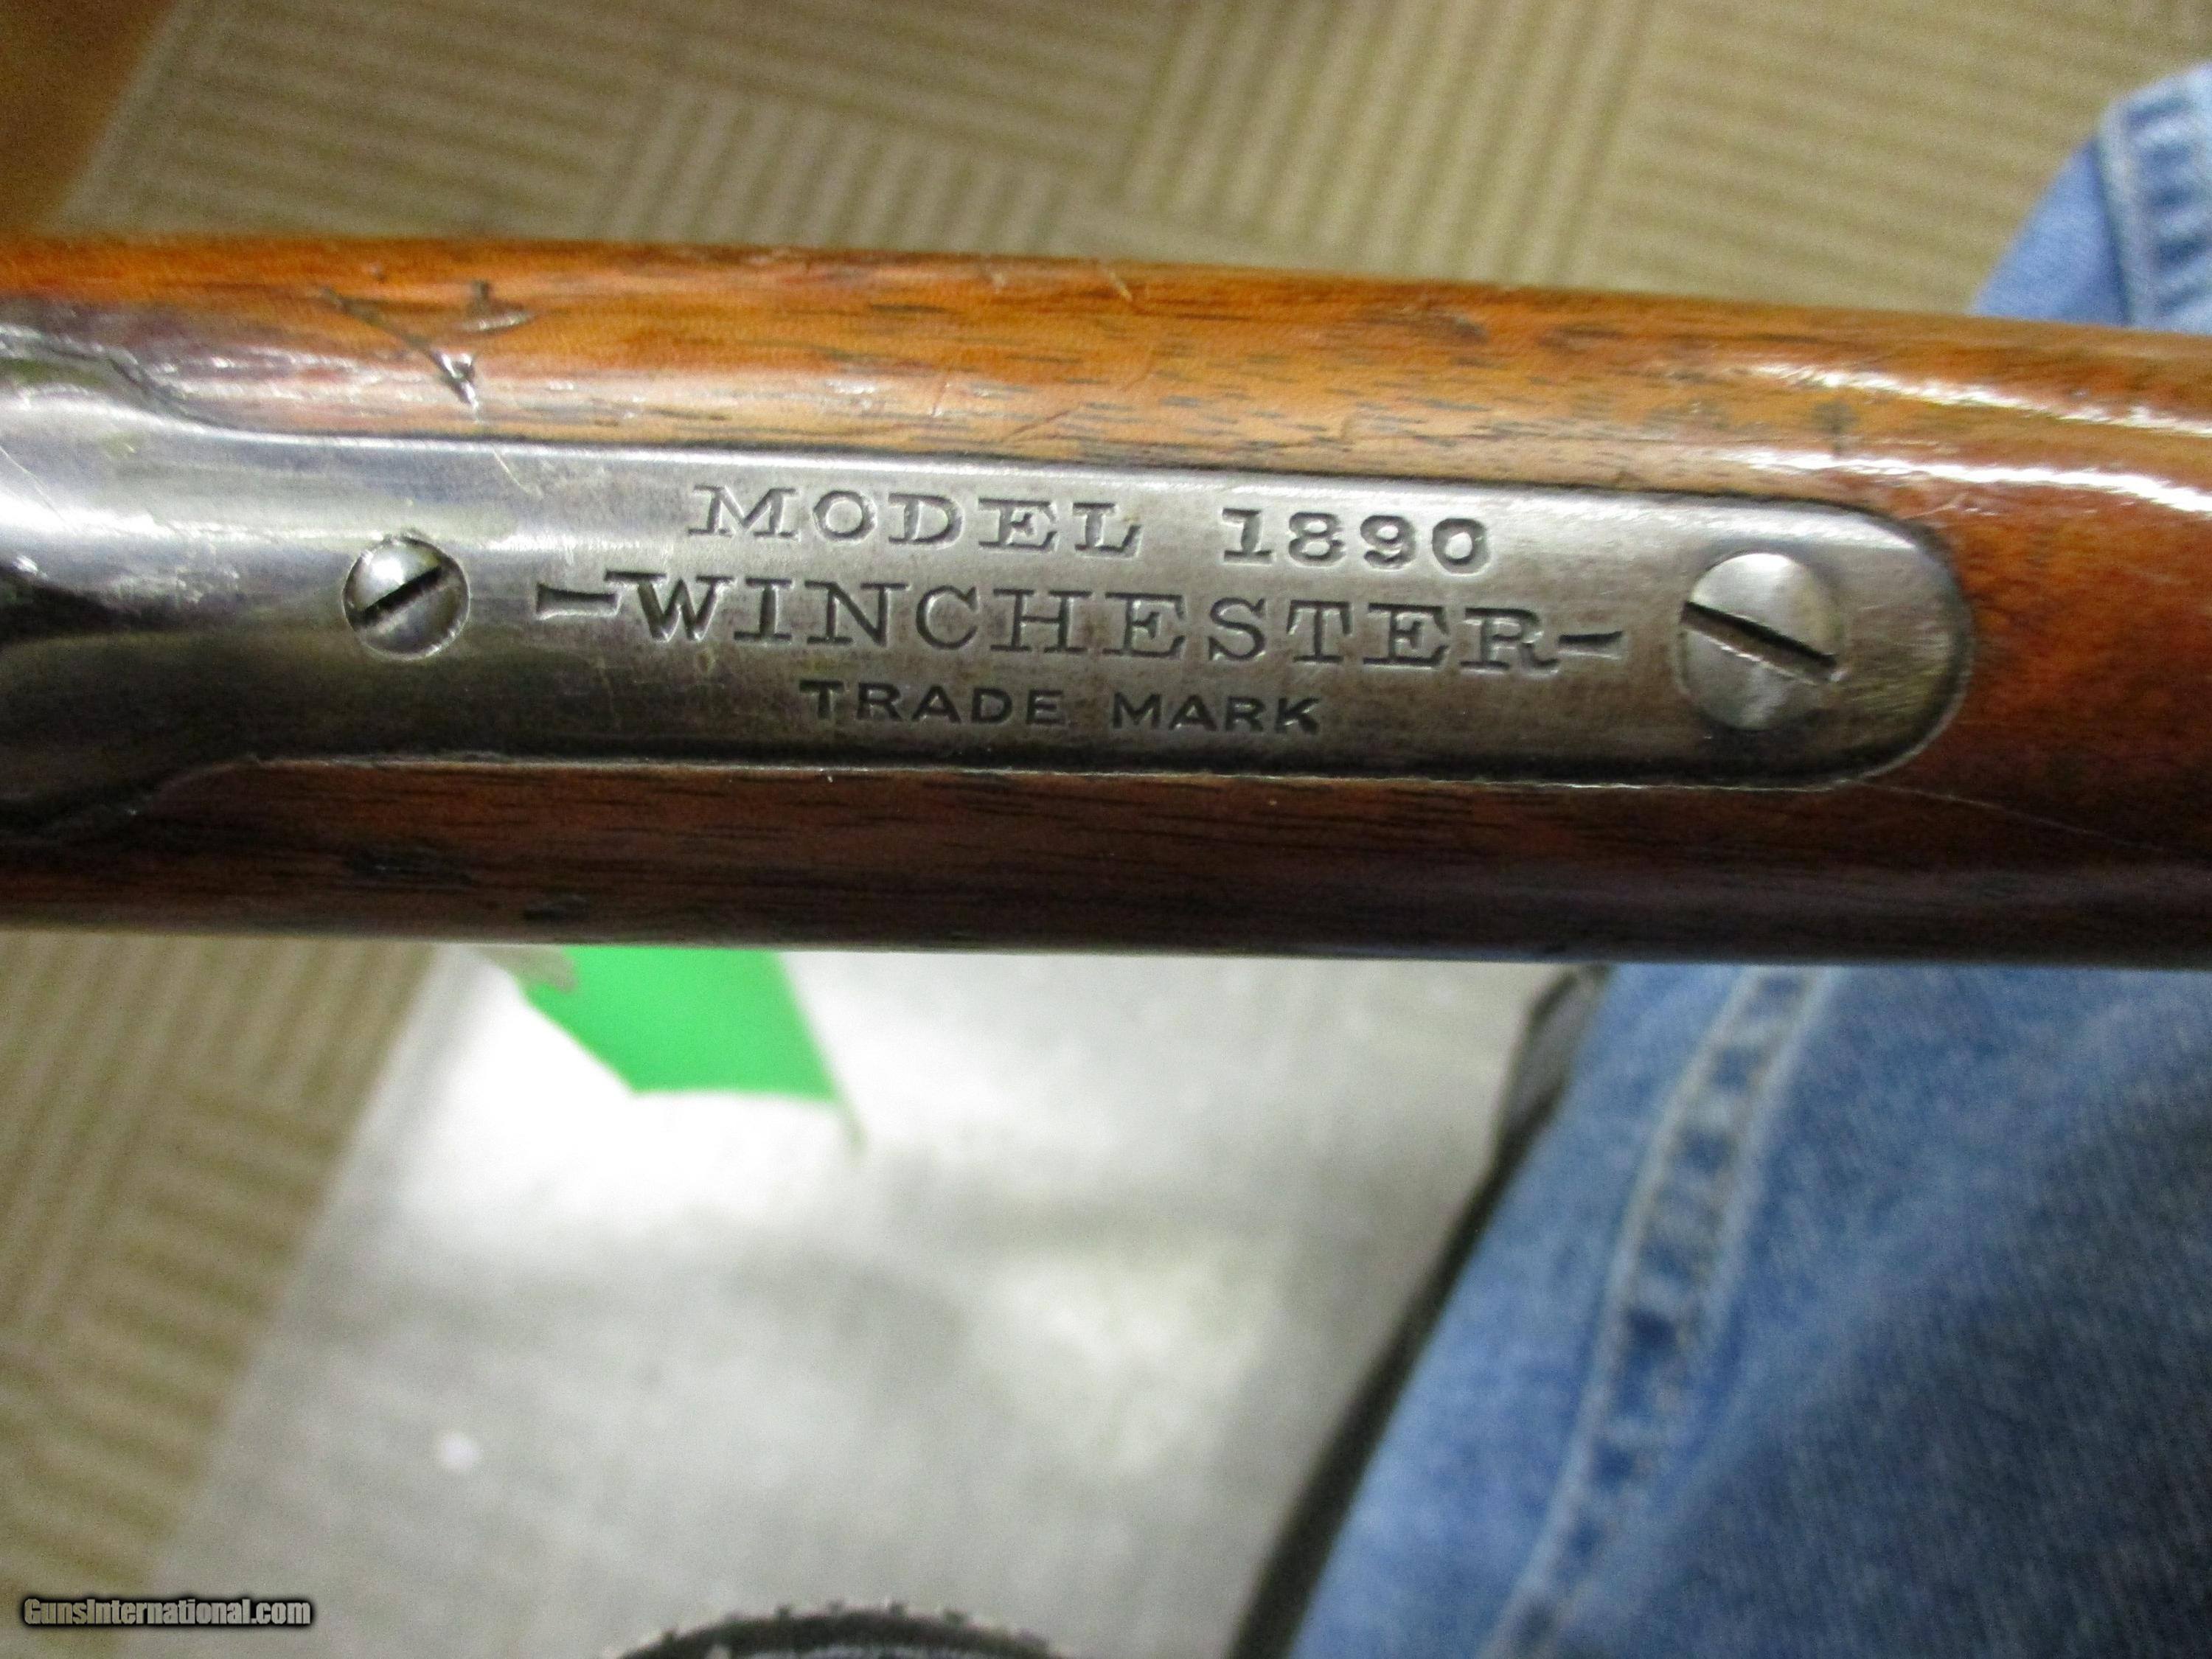 MODEL 1890
-WINCHESTER-
TRADE MARK
GunsInternational.com